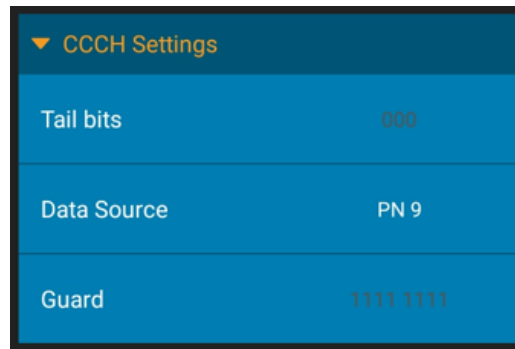 CCCH Settings
Tail bits 000
Data Source PN 9
Guard 1111 1111